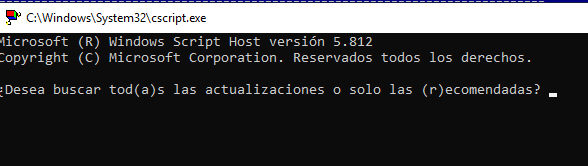 C:\Windows\System32\cscript.exe
Microsoft (R) Windows Script Host versión 5.812
Copyright (C) Microsoft Corporation. Reservados todos los derechos.
¿Desea buscar tod(a)s las actualizaciones o solo las (r)ecomendadas?